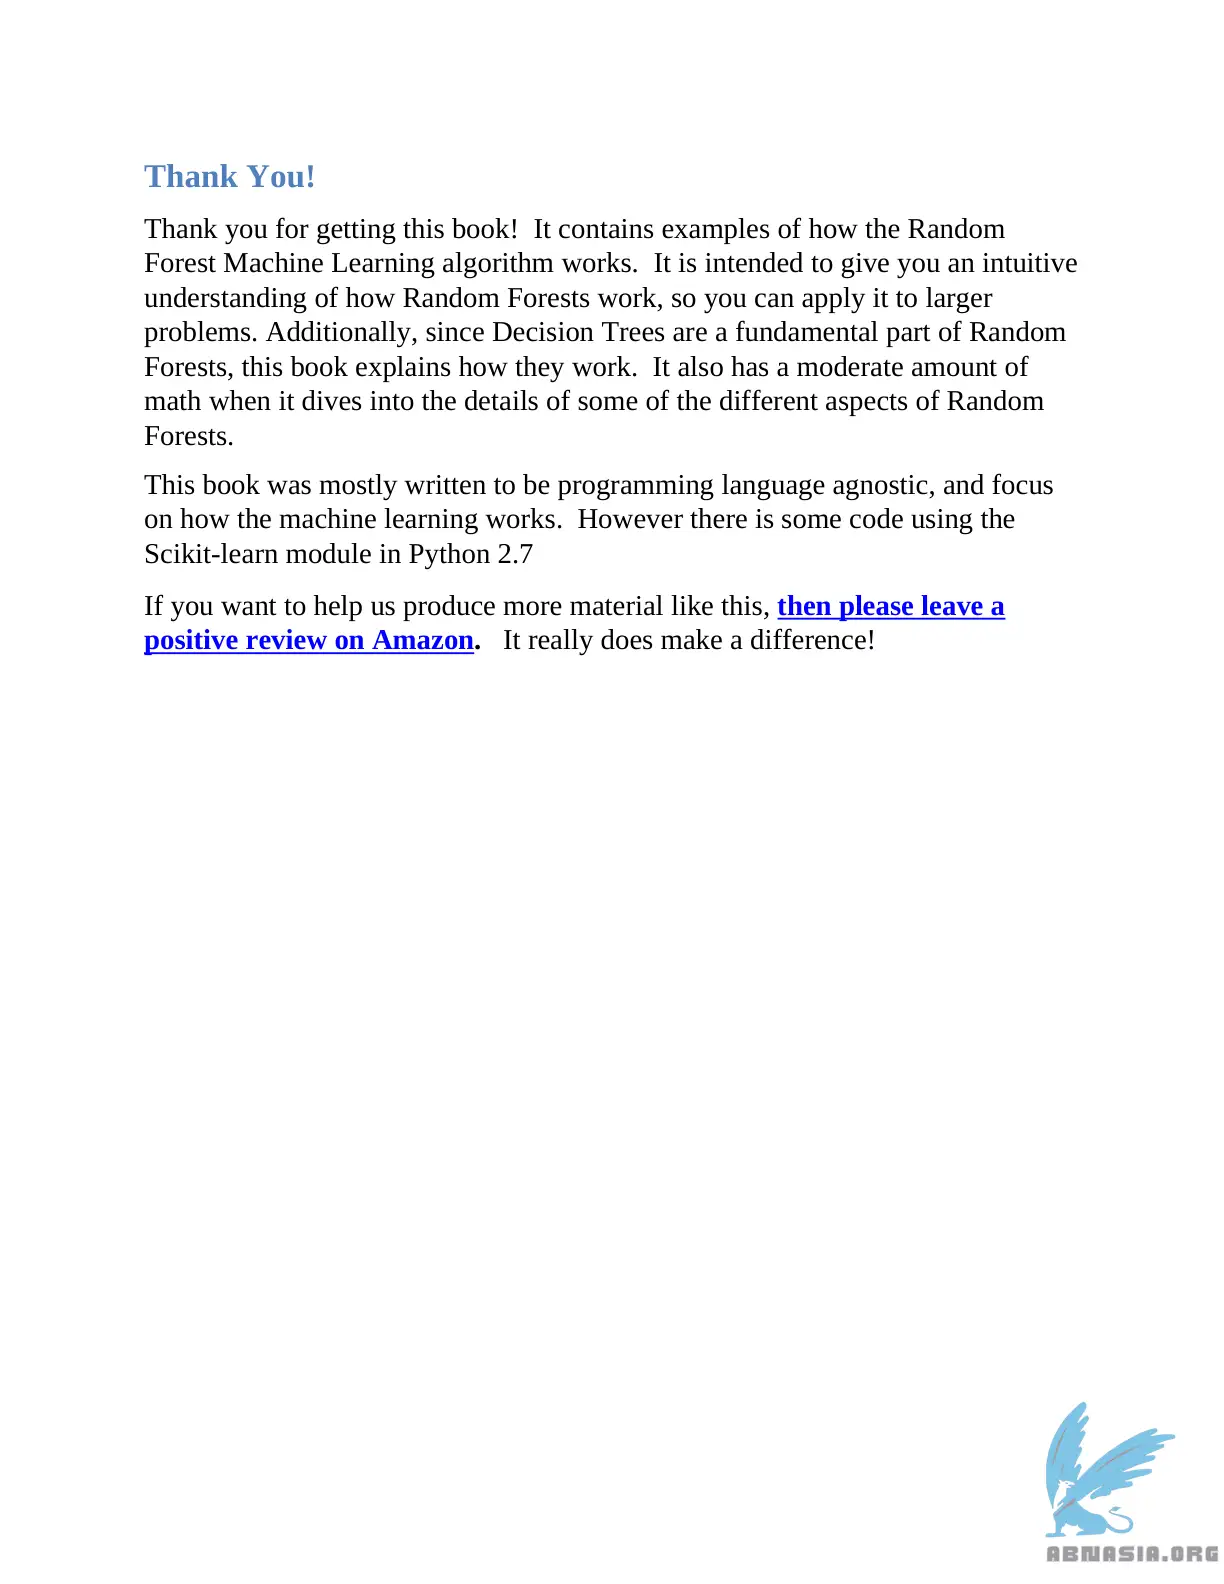 Thank You!
Thank you for getting this book!  It contains examples of how the Random
Forest Machine Learning algorithm works.  It is intended to give you an intuitive
understanding of how Random Forests work, so you can apply it to larger
problems. Additionally, since Decision Trees are a fundamental part of Random
Forests, this book explains how they work.  It also has a moderate amount of
math when it dives into the details of some of the different aspects of Random
Forests.
This book was mostly written to be programming language agnostic, and focus
on how the machine learning works.  However there is some code using the
Scikit-learn module in Python 2.7
If you want to help us produce more material like this, then please leave a
positive review on Amazon.   It really does make a difference!
ABNASIA.ORG